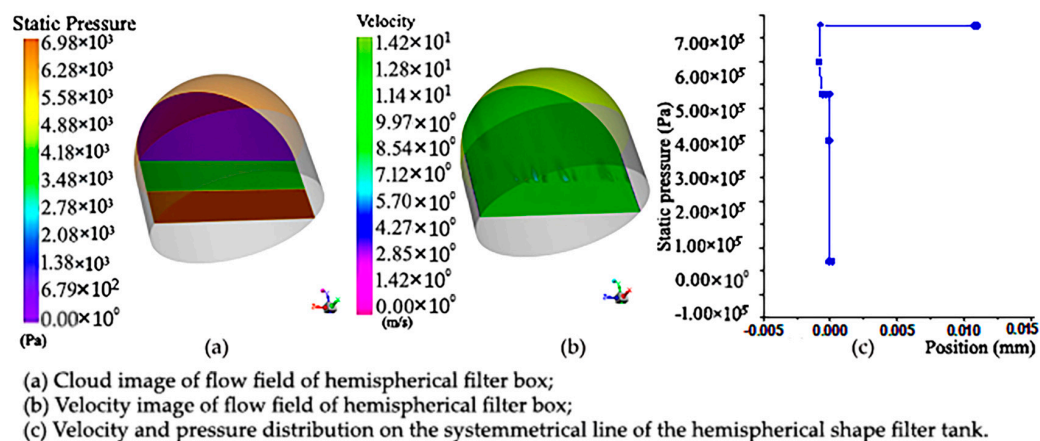 Static Pressure
6.98×10³
6.28×10³
5.58×10³
4.88×10³
4.18×10³
3.48×10³
2.78×10³
2.08×10³
1.38×10³
6.79×10²
0.00×10⁰
(Pa)
(a)
Velocity
1.42×10¹
1.28×10¹
1.14×10¹
9.97×10⁰
8.54×10⁰
7.12×10⁰
5.70×10⁰
4.27×10⁰
2.85×10⁰
1.42×10⁰
0.00×10⁰
(m/s)
(b)
Static pressure (Pa)
7.00×10⁵
6.00×10⁵
5.00×10⁵
4.00×10⁵
3.00×10⁵
2.00×10⁵
1.00×10⁵
0.00×10⁰
-1.00×10⁵
-0.005 0.000 0.005 0.010 0.015
(c) Position (mm)
(a) Cloud image of flow field of hemispherical filter box;
(b) Velocity image of flow field of hemispherical filter box;
(c) Velocity and pressure distribution on the systemmetrical line of the hemispherical shape filter tank.